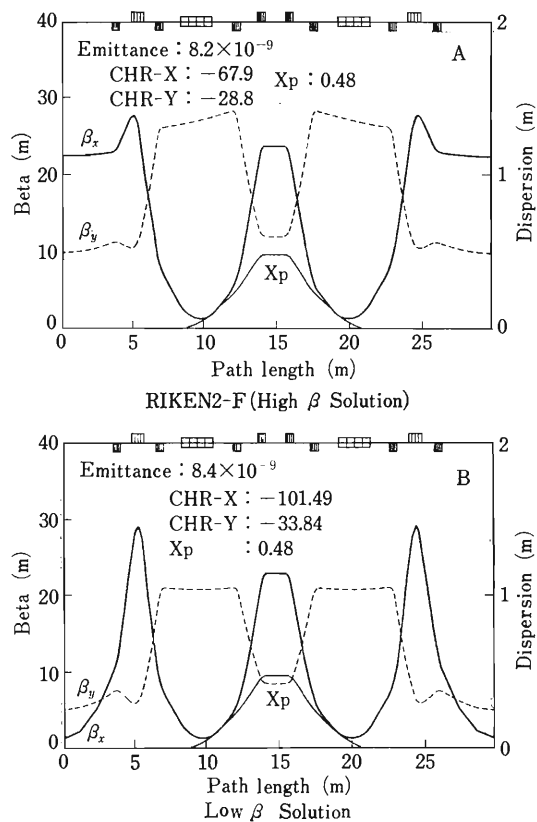 A
Emittance : 8.2×10⁻⁹
CHR-X : −67.9
Xp : 0.48
CHR-Y : −28.8
Beta (m)
Dispersion (m)
40
30
20
10
0
2
1
0
βx
βy
Xp
0 5 10 15 20 25
Path length (m)
RIKEN2-F (High β Solution)
B
Emittance : 8.4×10⁻⁹
CHR-X : −101.49
CHR-Y : −33.84
Xp : 0.48
Beta (m)
Dispersion (m)
40
30
20
10
0
2
1
0
βy
βx
Xp
0 5 10 15 20 25
Path length (m)
Low β Solution